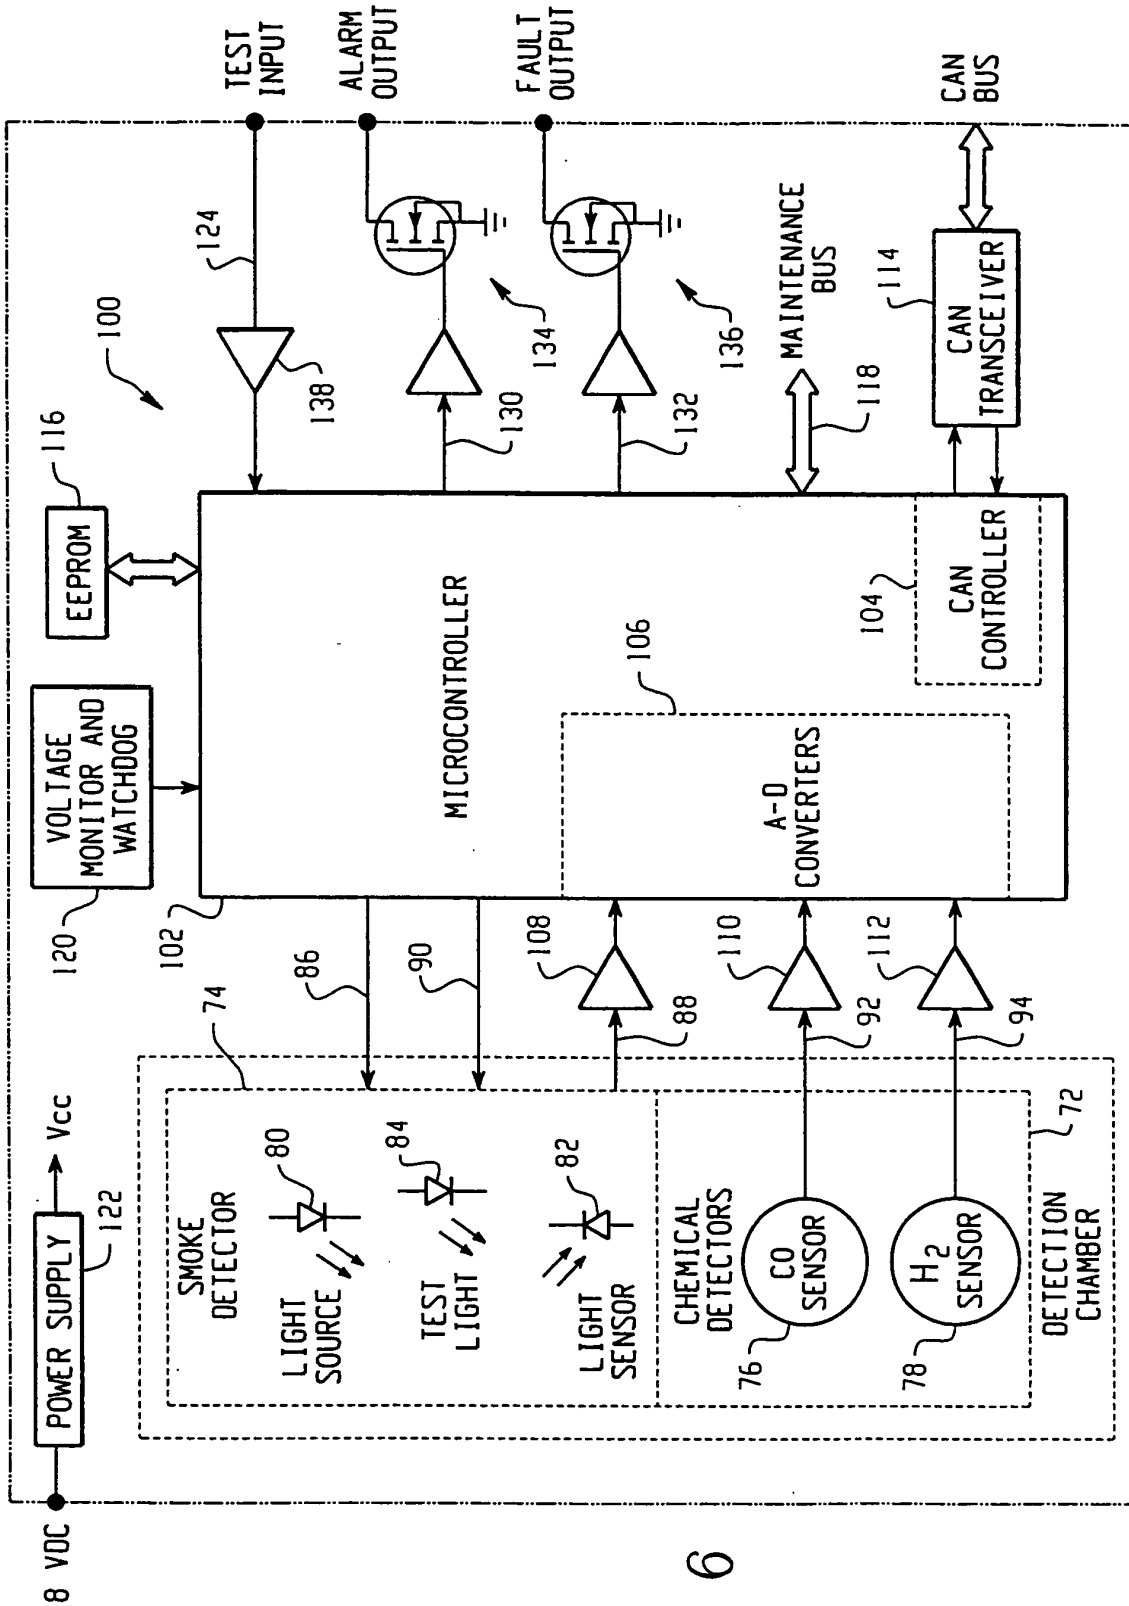 8 VDC
POWER SUPPLY
122
Vcc
120
VOLTAGE
MONITOR AND
WATCHDOG
EEPROM
116
100
102
MICROCONTROLLER
106
A-D
CONVERTERS
104
CAN
CONTROLLER
74
SMOKE
DETECTOR
80
LIGHT
SOURCE
84
TEST
LIGHT
82
LIGHT
SENSOR
86
90
108
88
110
92
112
94
CHEMICAL
DETECTORS
76
CO
SENSOR
78
H2
SENSOR
72
DETECTION
CHAMBER
138
124
TEST
INPUT
130
134
ALARM
OUTPUT
132
136
FAULT
OUTPUT
118
MAINTENANCE
BUS
114
CAN
TRANSCEIVER
CAN
BUS
6